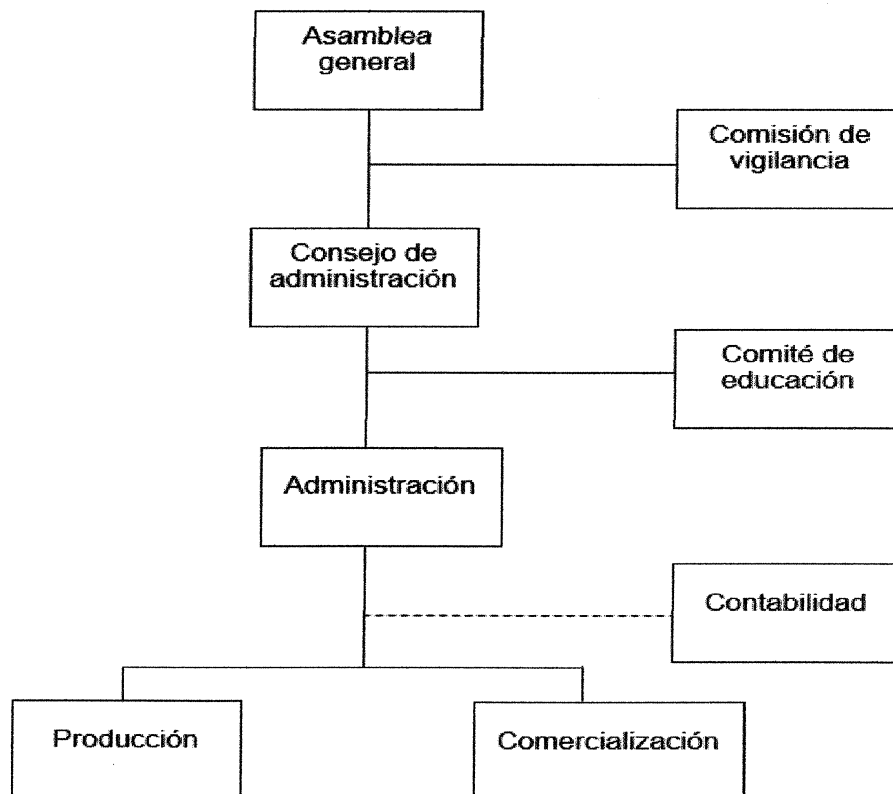 Asamblea
general
Comisión de
vigilancia
Consejo de
administración
Comité de
educación
Administración
Contabilidad
Producción
Comercialización